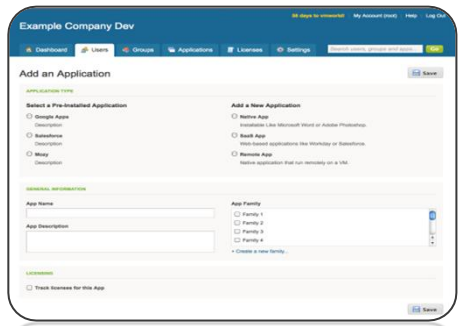 88 days to vmworld! My Account (root) Help Log Out
Example Company Dev
Dashboard Users Groups Applications Licenses Settings Search users, groups and apps... Go
Add an Application Save
APPLICATION TYPE
Select a Pre-Installed Application
Google Apps
Description
Salesforce
Description
Mozy
Description
Add a New Application
Native App
Installable Like Microsoft Word or Adobe Photoshop.
SaaS App
Web-based applications like Workday or Salesforce.
Remote App
Native application that run remotely on a VM.
GENERAL INFORMATION
App Name
App Description
App Family
Family 1
Family 2
Family 3
Family 4
+ Create a new family...
LICENSING
Track licenses for this App
Save